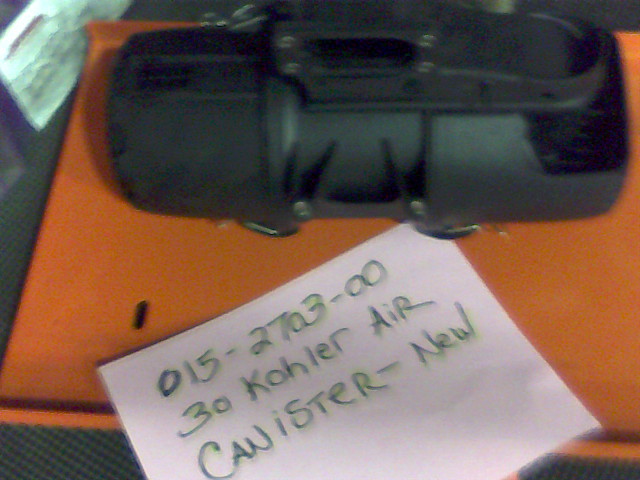 015-2703-00
30 Kohler AiR
CANiSTER- New